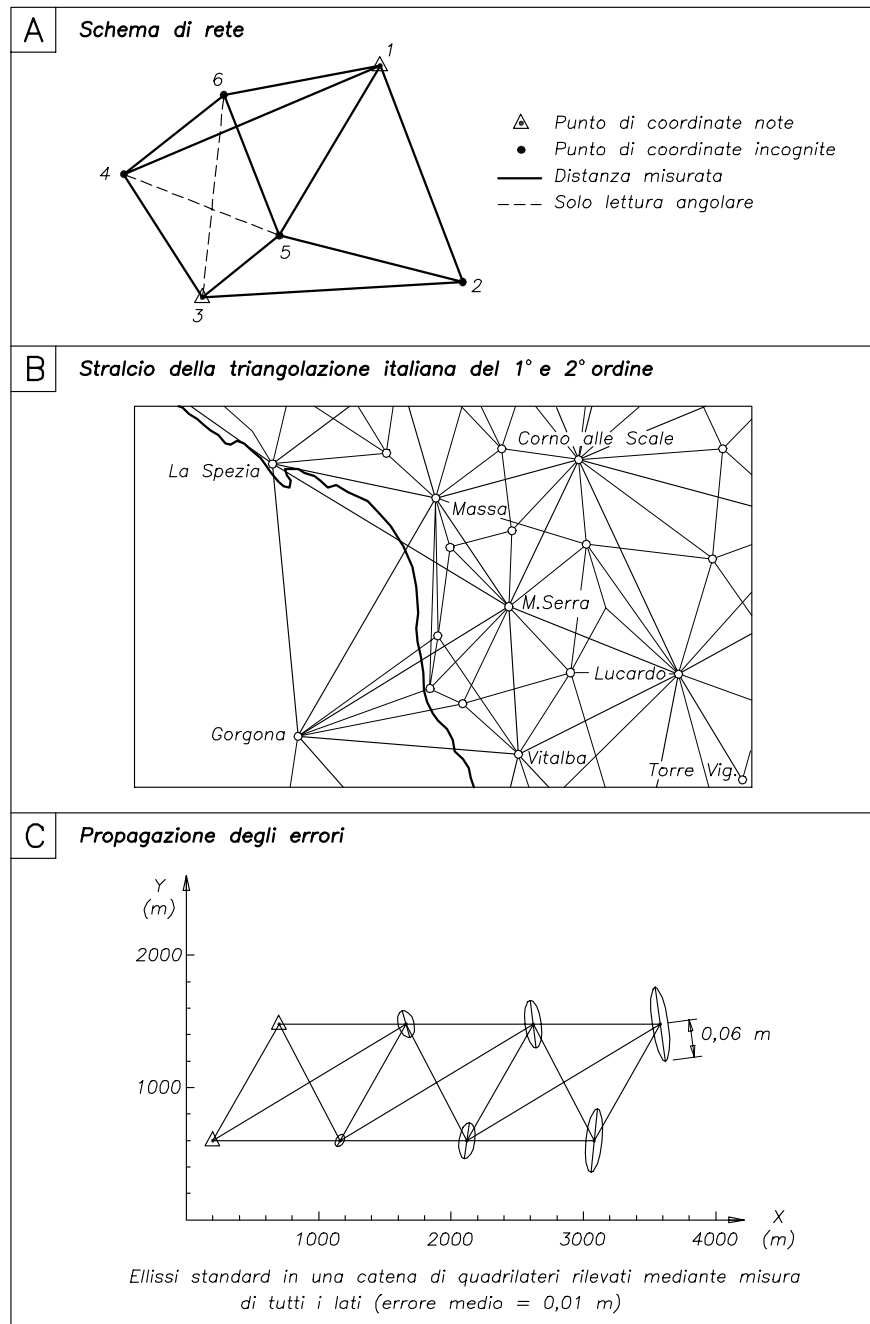 A
Schema di rete
1
6
4
5
2
3
Punto di coordinate note
Punto di coordinate incognite
Distanza misurata
Solo lettura angolare
B
Stralcio della triangolazione italiana del 1° e 2° ordine
Corno alle Scale
La Spezia
Massa
M.Serra
Lucardo
Gorgona
Vitalba
Torre Vig.
C
Propagazione degli errori
Y
(m)
2000
0,06 m
1000
X
1000 2000 3000 4000 (m)
Ellissi standard in una catena di quadrilateri rilevati mediante misura
di tutti i lati (errore medio = 0,01 m)